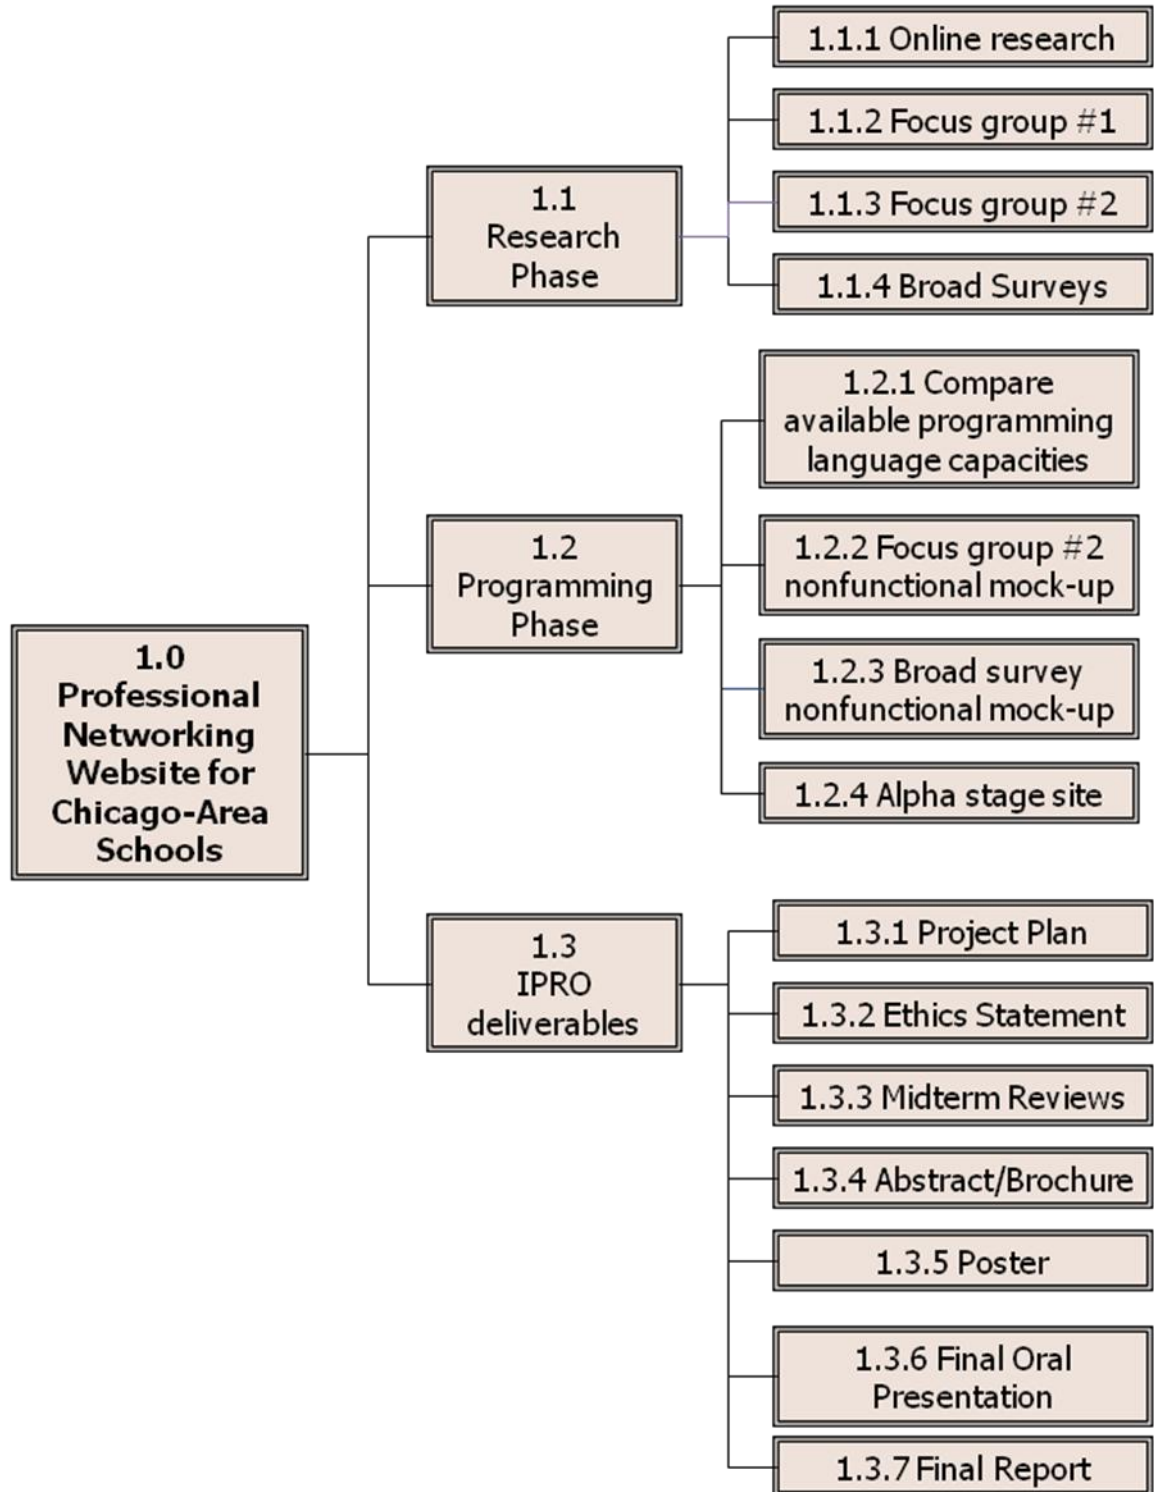 1.0
Professional
Networking
Website for
Chicago-Area
Schools
1.1
Research
Phase
1.1.1 Online research
1.1.2 Focus group #1
1.1.3 Focus group #2
1.1.4 Broad Surveys
1.2
Programming
Phase
1.2.1 Compare
available programming
language capacities
1.2.2 Focus group #2
nonfunctional mock-up
1.2.3 Broad survey
nonfunctional mock-up
1.2.4 Alpha stage site
1.3
IPRO
deliverables
1.3.1 Project Plan
1.3.2 Ethics Statement
1.3.3 Midterm Reviews
1.3.4 Abstract/Brochure
1.3.5 Poster
1.3.6 Final Oral
Presentation
1.3.7 Final Report